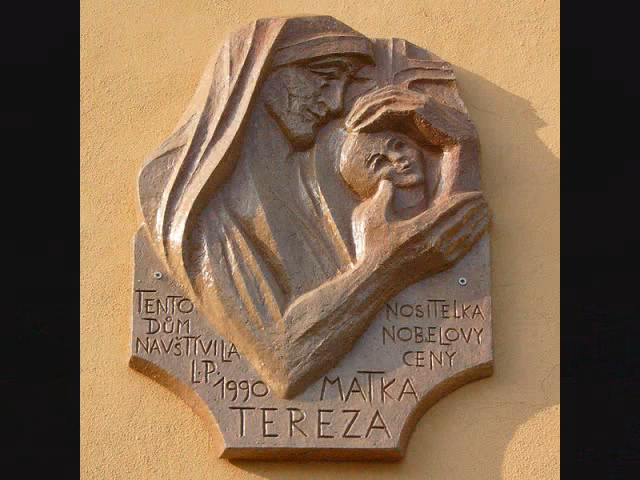 TENTO
DŮM
NAVŠTÍVILA
L.P. 1990
NOSITELKA
NOBELOVY
CENY
MATKA
TEREZA